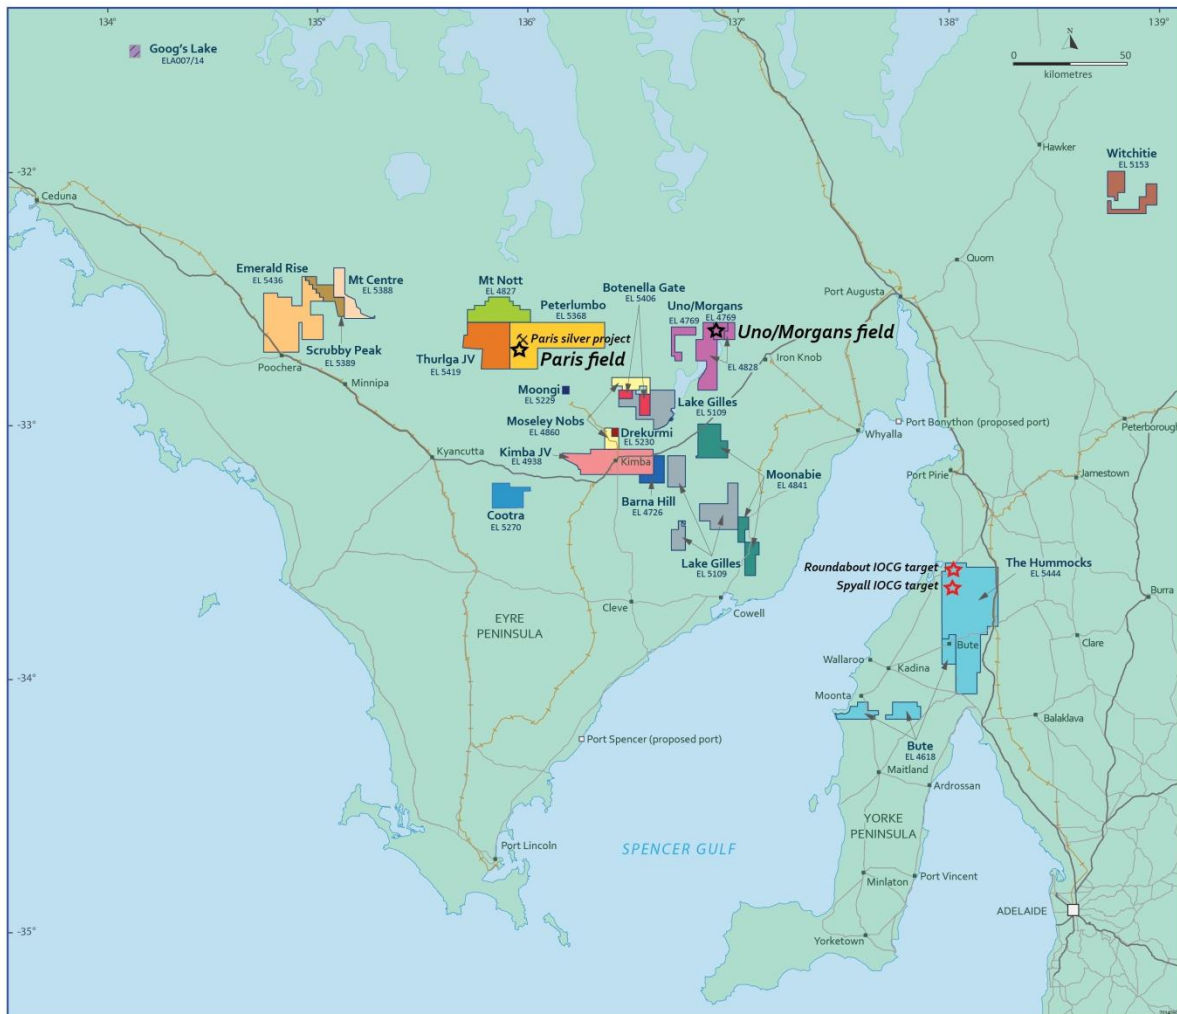 134°
135°
136°
137°
138°
139°
Goog's Lake
ELA007/14
0
50
kilometres
N
Hawker
-32°
Witchitie
EL 5153
Ceduna
Quorn
Emerald Rise
EL 5436
Mt Centre
EL 5388
Mt Nott
EL 4827
Botenella Gate
EL 5406
Port Augusta
Peterlumbo
EL 5368
Uno/Morgans
EL 4769
EL 4769
Uno/Morgans field
Paris silver project
Paris field
Scrubby Peak
EL 5389
Thurlga JV
EL 5419
Iron Knob
EL 4828
Poochera
Minnipa
Moongi
EL 5229
Lake Gilles
EL 5109
Moseley Nobs
EL 4860
Drekurmi
EL 5230
-33°
Port Bonython (proposed port)
Whyalla
Peterborough
Kyancutta
Kimba JV
EL 4938
Kimba
Port Pirie
Jamestown
Moonabie
EL 4841
Barna Hill
EL 4726
Cootra
EL 5270
Lake Gilles
EL 5109
Roundabout IOCG target
The Hummocks
EL 5444
Spyall IOCG target
Burra
Cleve
Cowell
EYRE
PENINSULA
Bute
Clare
Wallaroo
Kadina
-34°
Moonta
Balaklava
Port Spencer (proposed port)
Bute
EL 4618
Maitland
Ardrossan
YORKE
PENINSULA
SPENCER GULF
Port Lincoln
Minlaton
Port Vincent
ADELAIDE
-35°
Yorketown